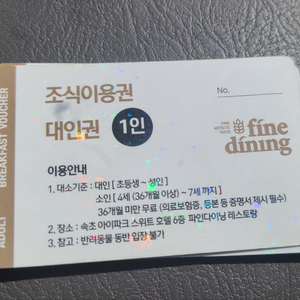 BREAKFAST VOUCHER
ADULT
조식이용권
No.
대인권 1인
FINE
ARTISTIC
TASTE
fine
dining
이용안내
1. 대소기준 : 대인 [ 초등생 ~ 성인 ]
소인 [ 4세 (36개월 이상) ~ 7세 까지 ]
36개월 미만 무료 (의료보험증, 등본 등 증명서 제시 필수)
2. 장소 : 속초 아이파크 스위트 호텔 6층 파인다이닝 레스토랑
3. 참고 : 반려동물 동반 입장 불가